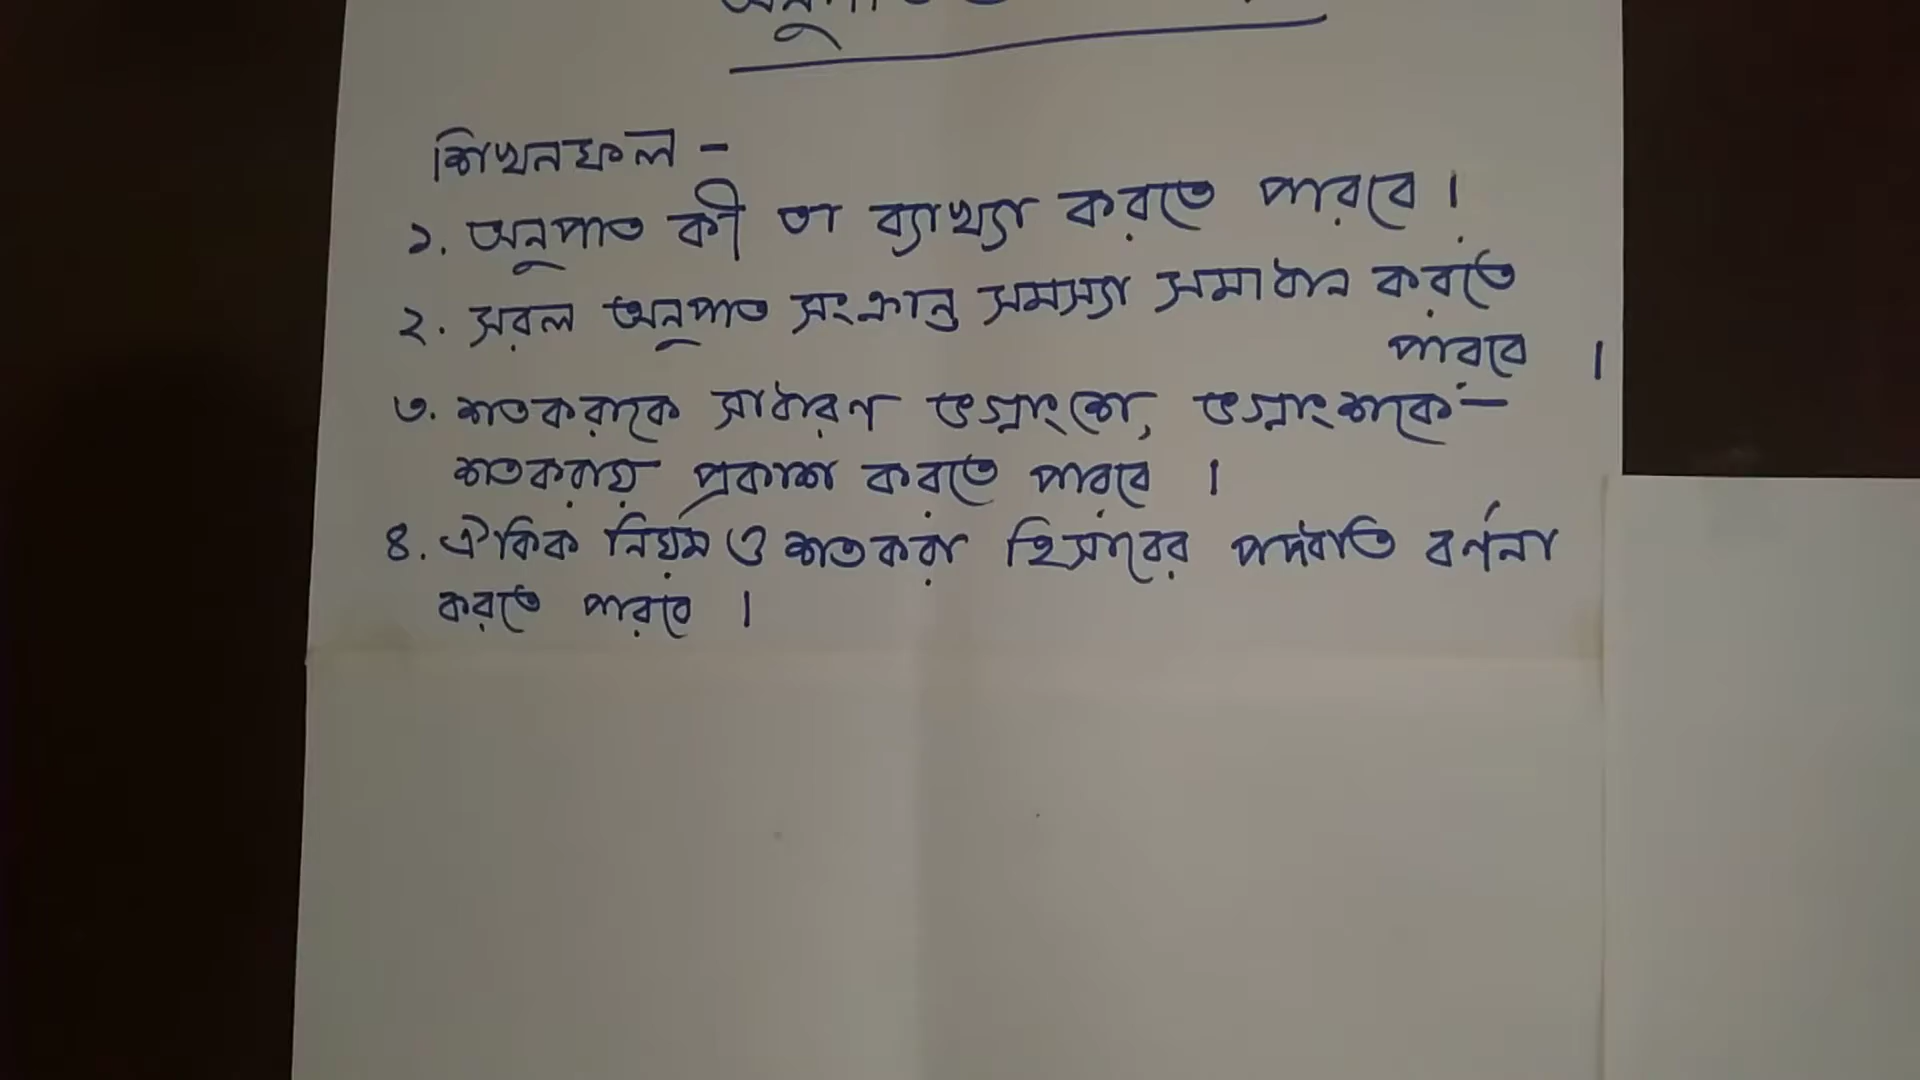 শিখনফল -
১. অনুপাত কী তা ব্যাখ্যা করতে পারবে।
২. সরল অনুপাত সংক্রান্ত সমস্যা সমাধান করতে
পারবে ।
৩. শতকরাকে সাধারণ ভগ্নাংশে, ভগ্নাংশকে-
শতকরায় প্রকাশ করতে পারবে ।
৪. ঐকিক নিয়ম ও শতকরা হিসাবের পদ্ধতি বর্ণনা
করতে পারবে ।